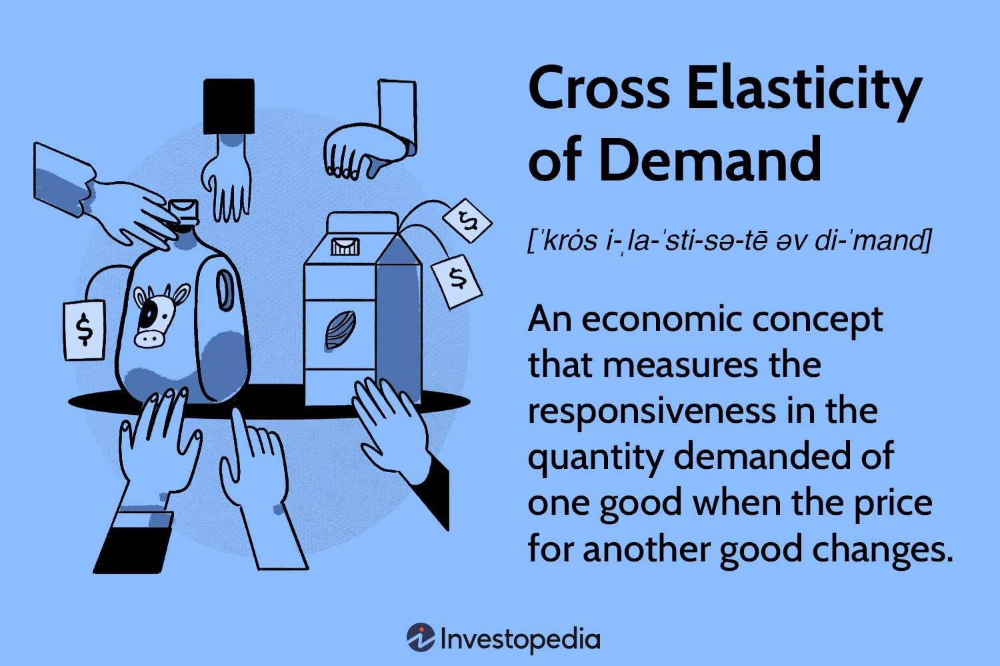 Cross Elasticity
of Demand
[ˈkrȯs i-ˌla-ˈsti-sə-tē əv di-ˈmand]
An economic concept
that measures the
responsiveness in the
quantity demanded of
one good when the price
for another good changes.
$
$
$
Investopedia